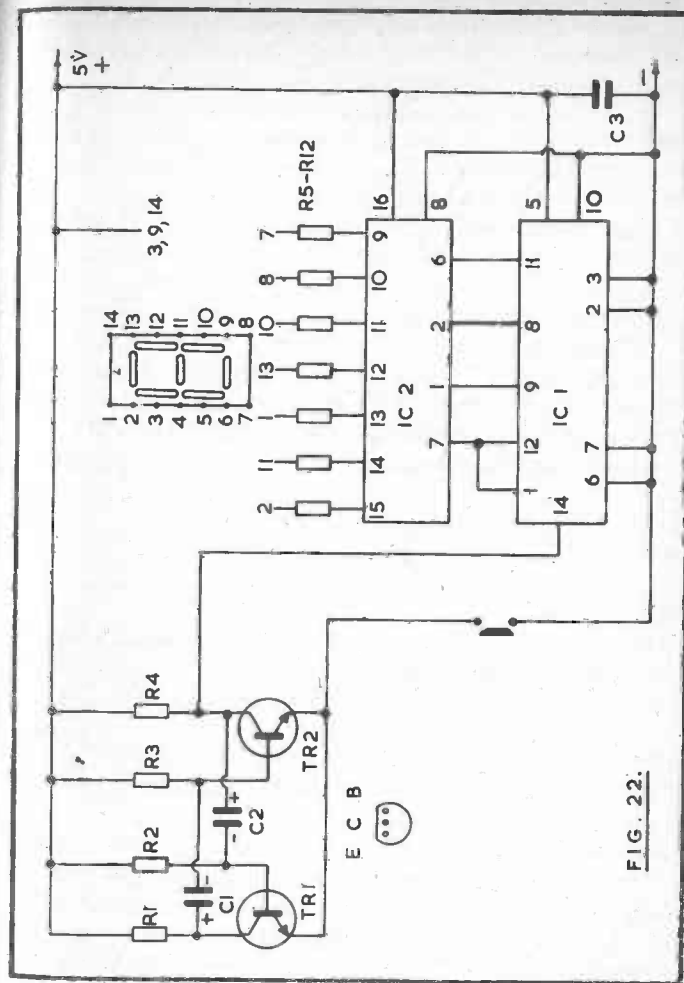 5V
+
R1 R2 R3 R4
+ - C1
- + C2
TR1 TR2
E C B
1 14
2 13
3 12
4 11
5 10
6 9
7 8
3, 9, 14
2 11 1 13 10 8 7
R5-R12
15 14 13 12 11 10 9 16
IC 2
8
7 1 2 6
1 12 9 8 11 5
14
IC 1
10
6 7 2 3
C3
-
FIG. 22.